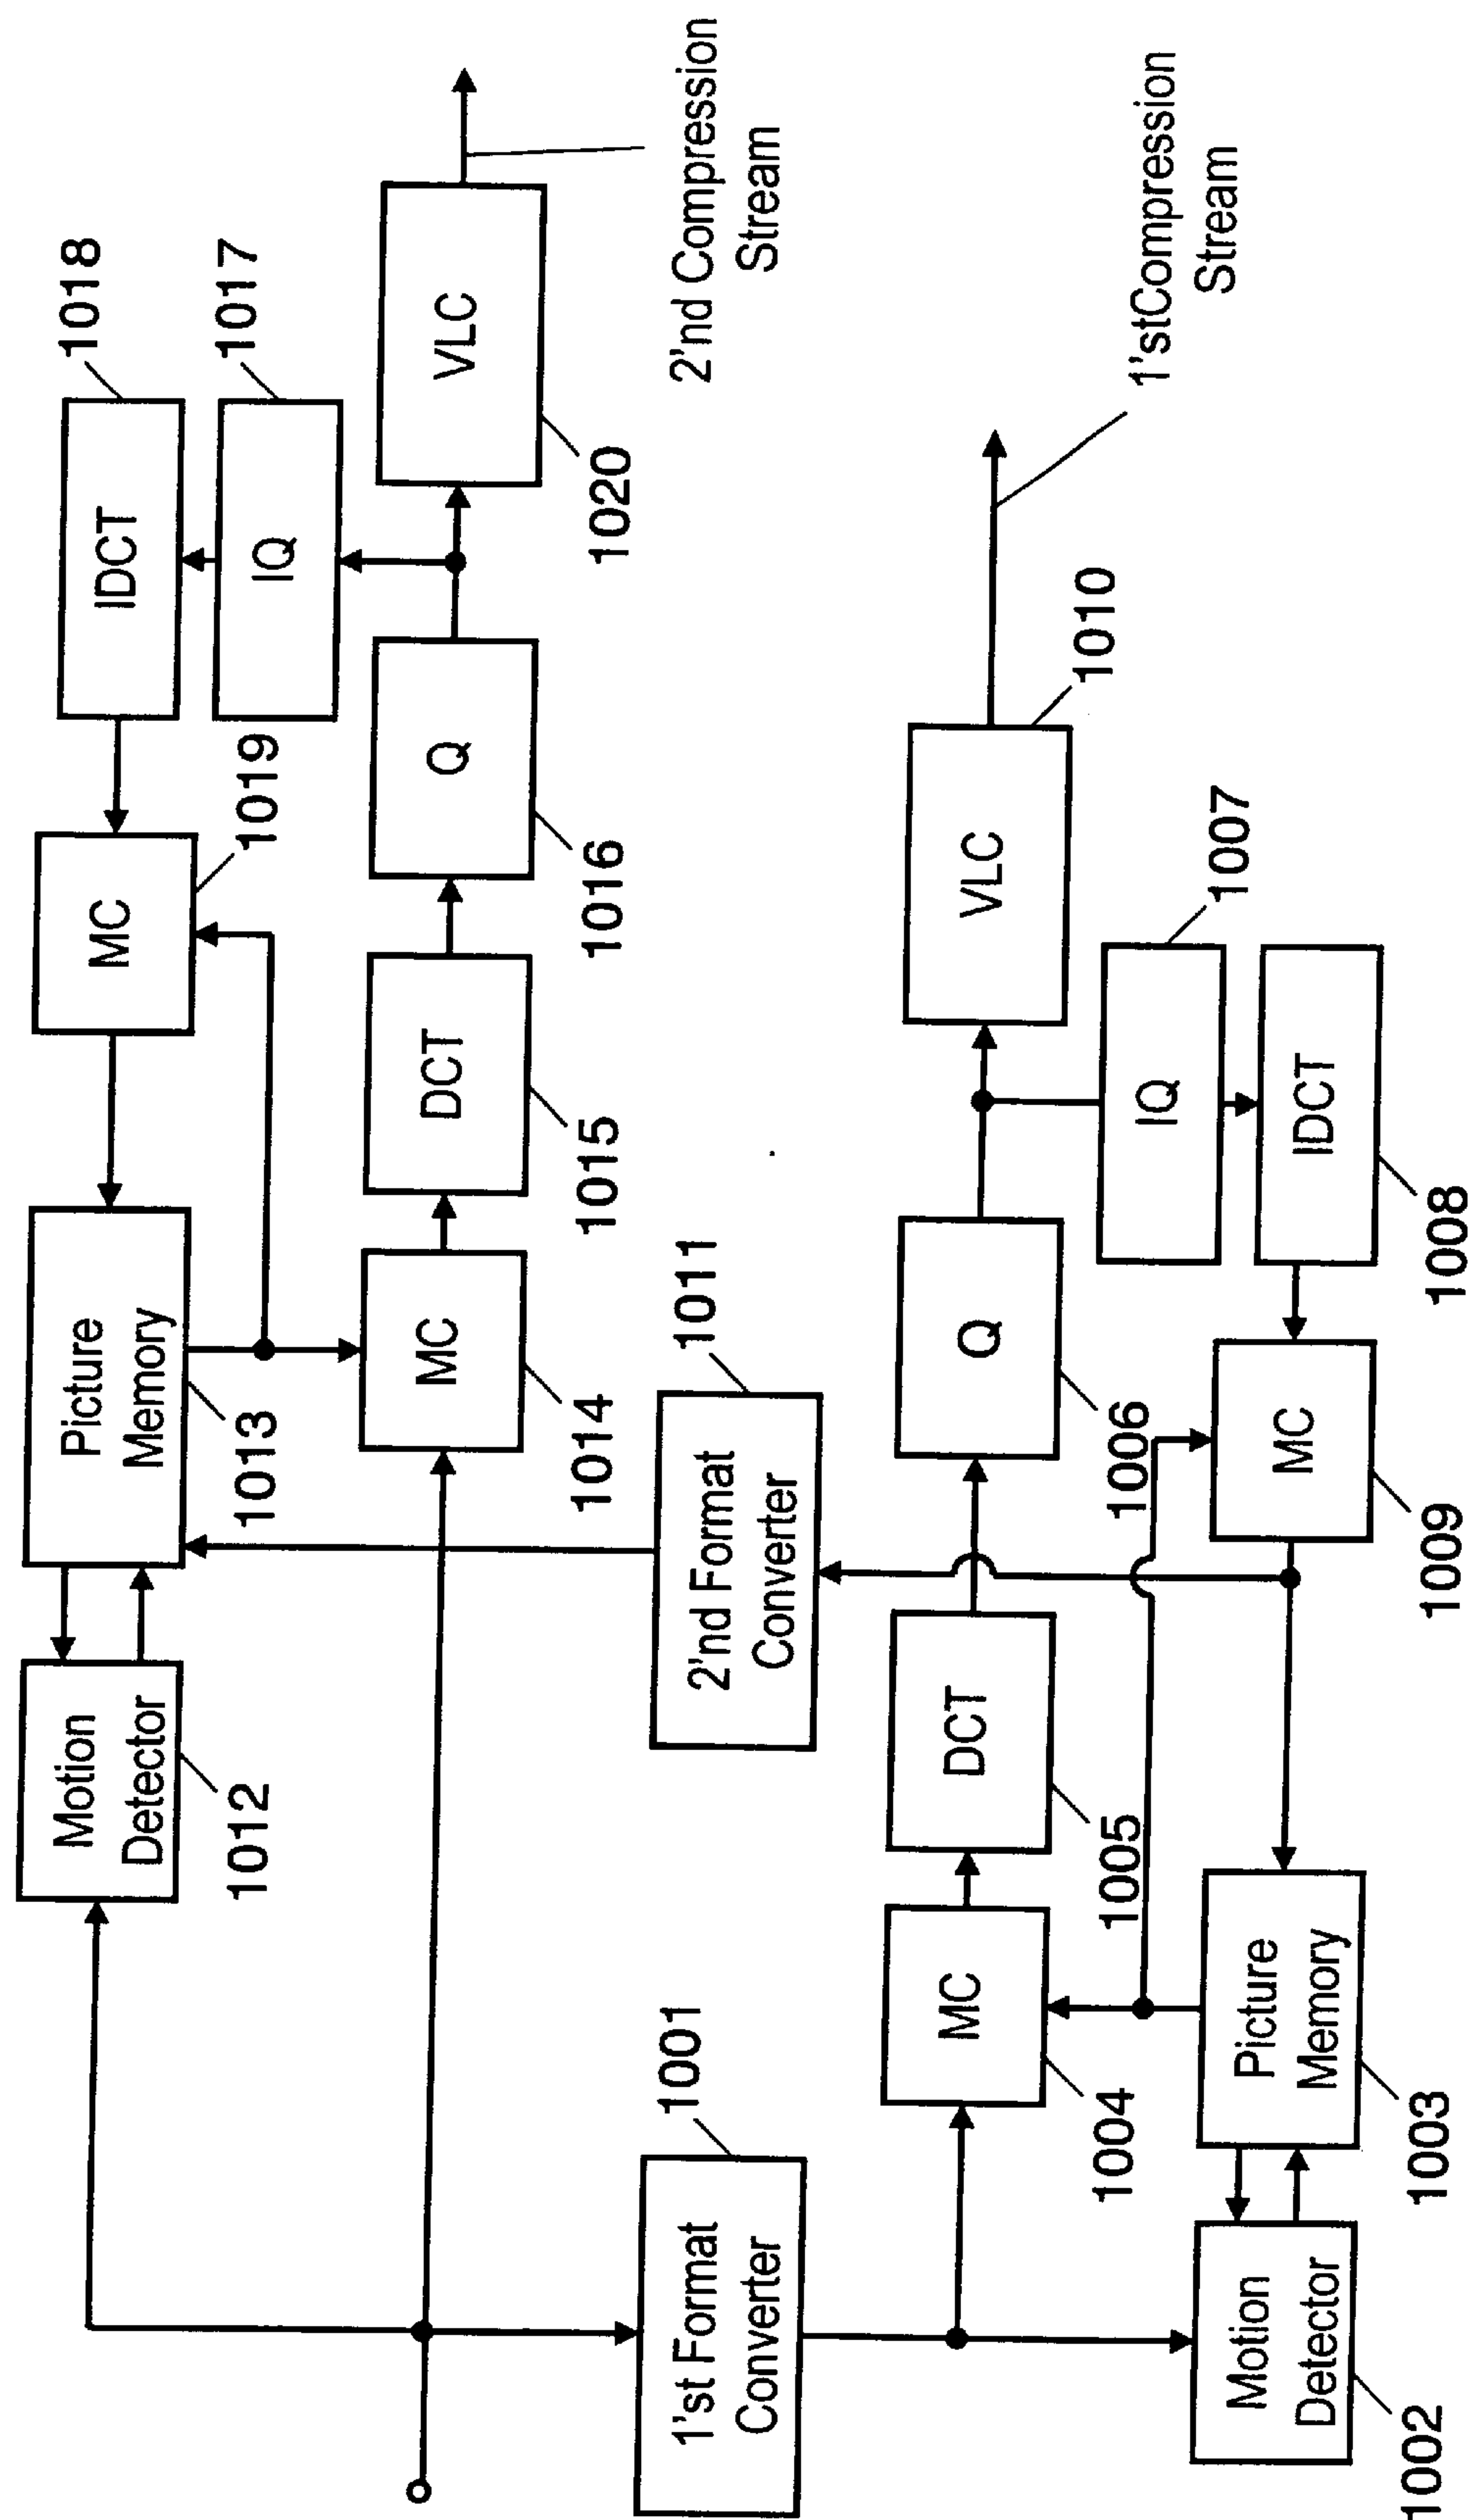 1018
IDCT
1017
IQ
VLC
1020
2'nd Compression
Stream
1019
MC
Q
1016
DCT
1015
Picture
Memory
1013
MC
1014
Motion
Detector
1012
1011
2'nd Format
Converter
1'stCompression
Stream
1010
VLC
1007
IQ
IDCT
1008
Q
1006
MC
1009
DCT
1005
MC
1004
Picture
Memory
1003
1001
1'st Format
Converter
Motion
Detector
1002